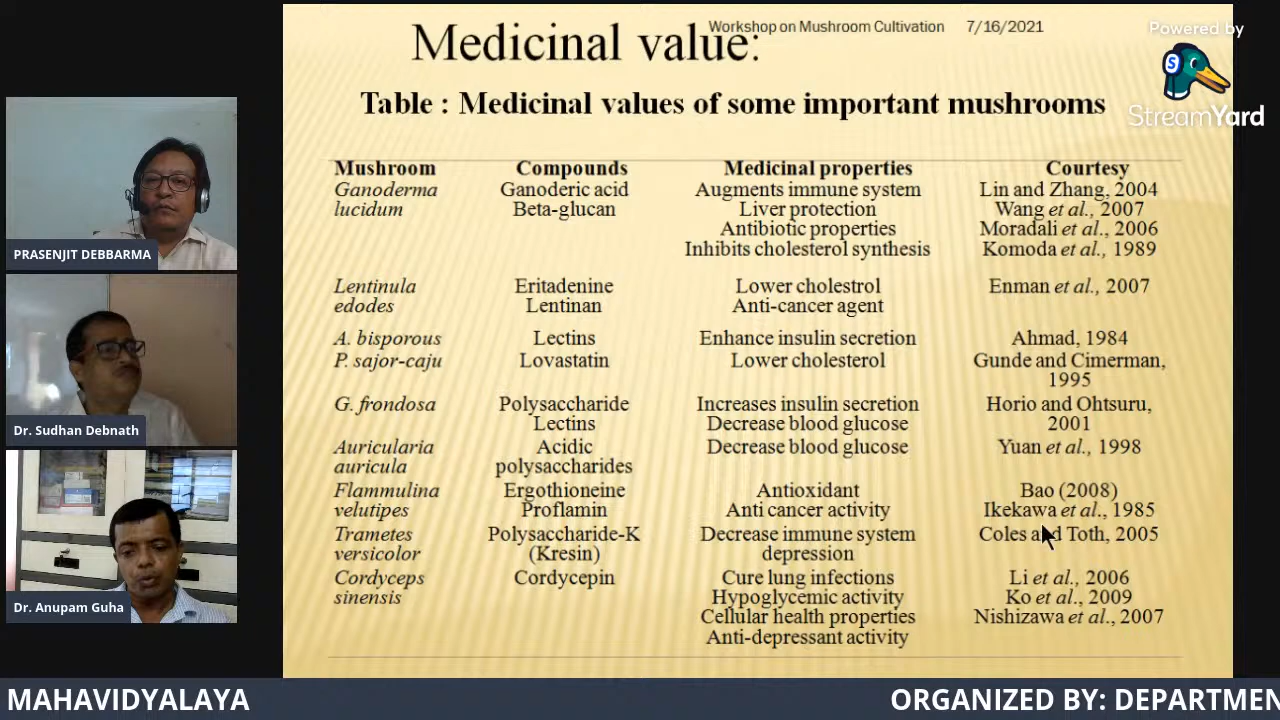 Workshop on Mushroom Cultivation 7/16/2021
Powered by
StreamYard
Medicinal value:
Table : Medicinal values of some important mushrooms
Mushroom Compounds Medicinal properties Courtesy
Ganoderma Ganoderic acid Augments immune system Lin and Zhang, 2004
lucidum Beta-glucan Liver protection Wang et al., 2007
Antibiotic properties Moradali et al., 2006
Inhibits cholesterol synthesis Komoda et al., 1989
Lentinula Eritadenine Lower cholestrol Enman et al., 2007
edodes Lentinan Anti-cancer agent
A. bisporous Lectins Enhance insulin secretion Ahmad, 1984
P. sajor-caju Lovastatin Lower cholesterol Gunde and Cimerman,
1995
G. frondosa Polysaccharide Increases insulin secretion Horio and Ohtsuru,
Lectins Decrease blood glucose 2001
Auricularia Acidic Decrease blood glucose Yuan et al., 1998
auricula polysaccharides
Flammulina Ergothioneine Antioxidant Bao (2008)
velutipes Proflamin Anti cancer activity Ikekawa et al., 1985
Trametes Polysaccharide-K Decrease immune system Coles and Toth, 2005
versicolor (Kresin) depression
Cordyceps Cordycepin Cure lung infections Li et al., 2006
sinensis Hypoglycemic activity Ko et al., 2009
Cellular health properties Nishizawa et al., 2007
Anti-depressant activity
PRASENJIT DEBBARMA
Dr. Sudhan Debnath
Dr. Anupam Guha
MAHAVIDYALAYA ORGANIZED BY: DEPARTMEN